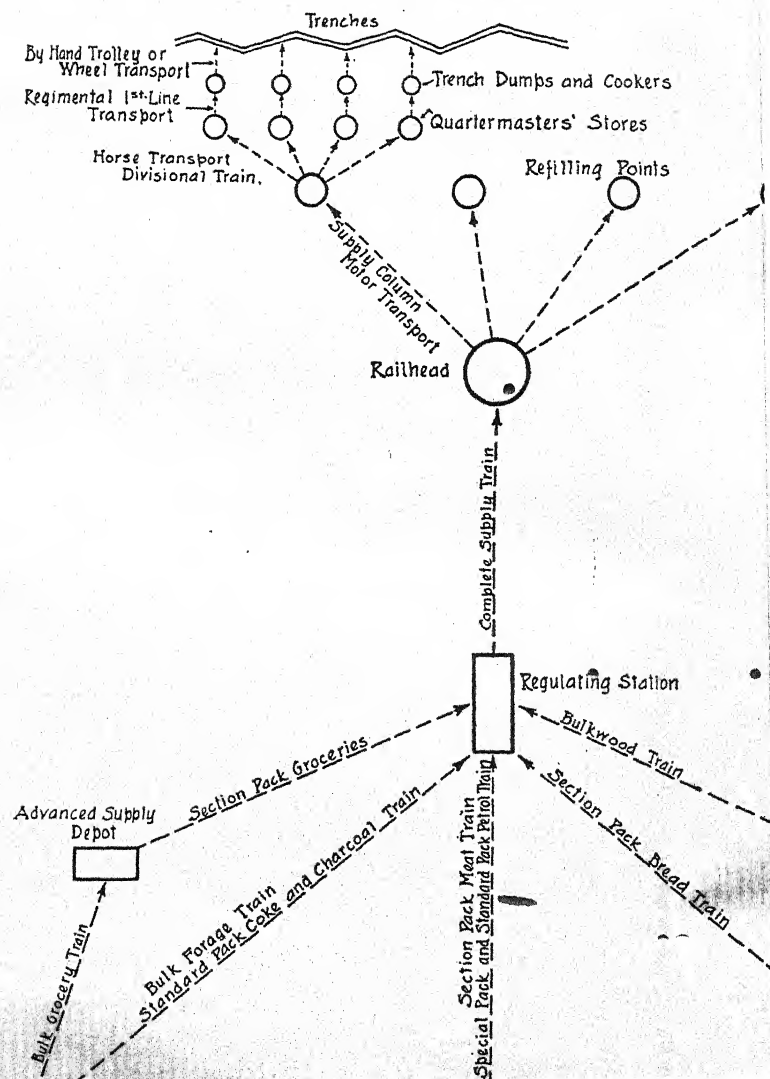 Trenches
By Hand Trolley or
Wheel Transport
Trench Dumps and Cookers
Regimental 1st-Line
Transport
Quartermasters' Stores
Horse Transport
Divisional Train.
Refilling Points
Supply Column
Motor Transport
Railhead
Complete Supply Train
Regulating Station
Bulkwood Train
Section Pack Groceries
Section Pack Bread Train
Advanced Supply
Depot
Bulk Forage Train
Standard Pack Coke and Charcoal Train
Section Pack Meat Train
Special Pack and Standard Pack Petrol Train
Bulk Grocery Train